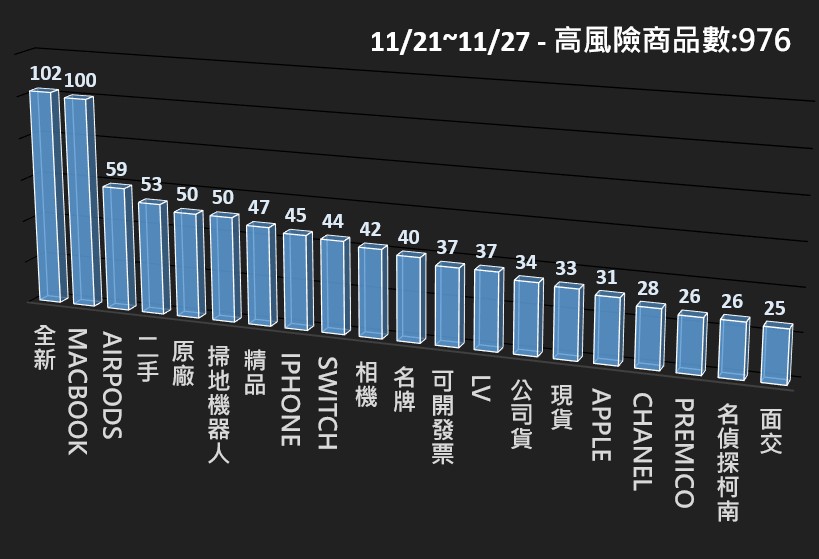 11/21~11/27 - 高風險商品數:976
102
100
59
53
50
50
47
45
44
42
40
37
37
34
33
31
28
26
26
25
全新
MACBOOK
AIRPODS
二手
原廠
掃地機器人
精品
IPHONE
SWITCH
相機
名牌
可開發票
LV
公司貨
現貨
APPLE
CHANEL
PREMICO
名偵探柯南
面交